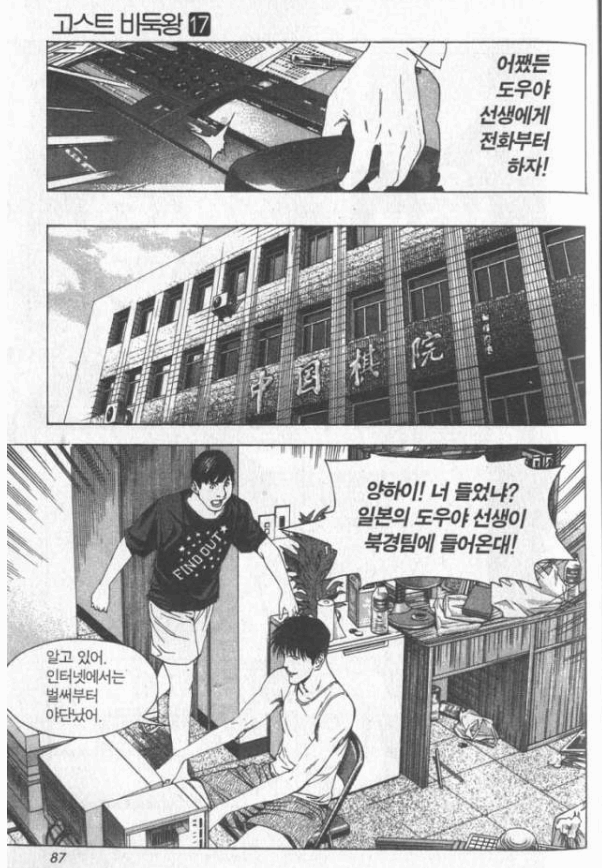 고스트 바둑왕 17
어쨌든
도우야
선생에게
전화부터
하자!
中国棋院
양하이! 너 들었냐?
일본의 도우야 선생이
북경팀에 들어온대!
FIND OUT
알고 있어.
인터넷에서는
벌써부터
야단났어.
87